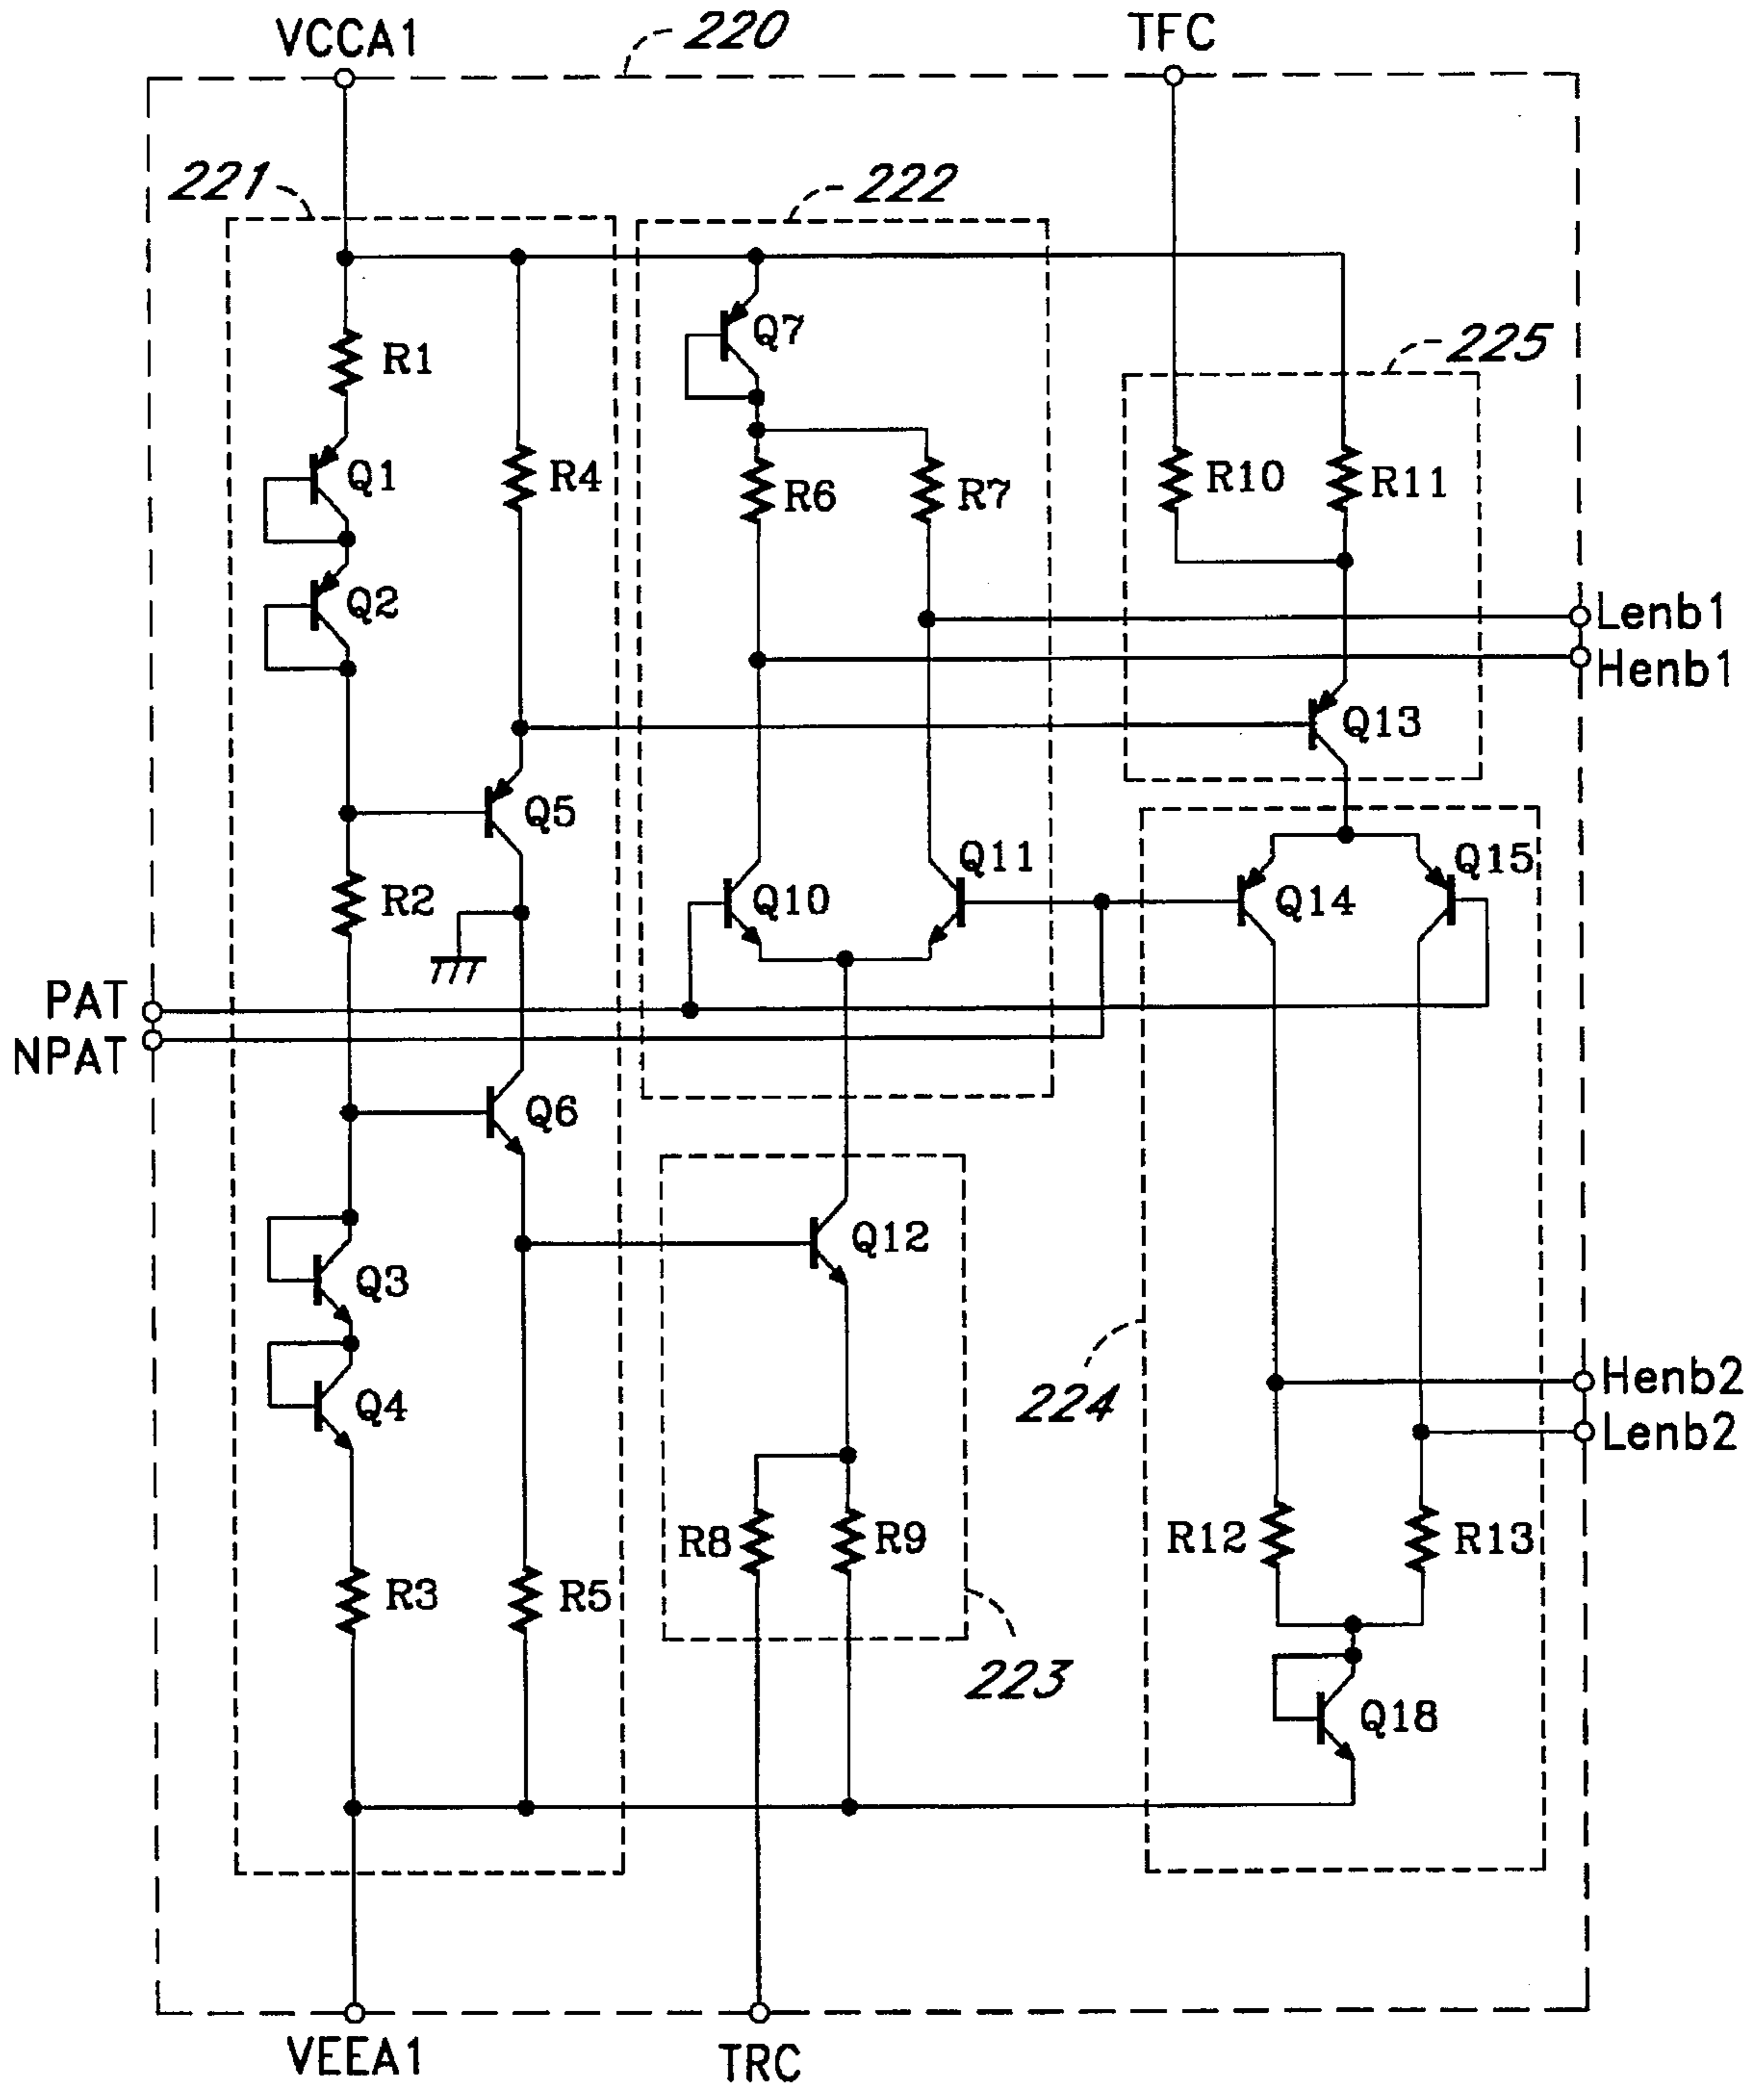 VCCA1
220
TFC
221
222
Q7
225
R1
Q1
R4
R6
R7
R10
R11
Q2
Lenb1
Henb1
Q13
Q5
Q11
Q15
R2
Q10
Q14
PAT
NPAT
Q6
Q12
Q3
Q4
224
Henb2
Lenb2
R8
R9
R12
R13
R3
R5
223
Q18
VEEA1
TRC